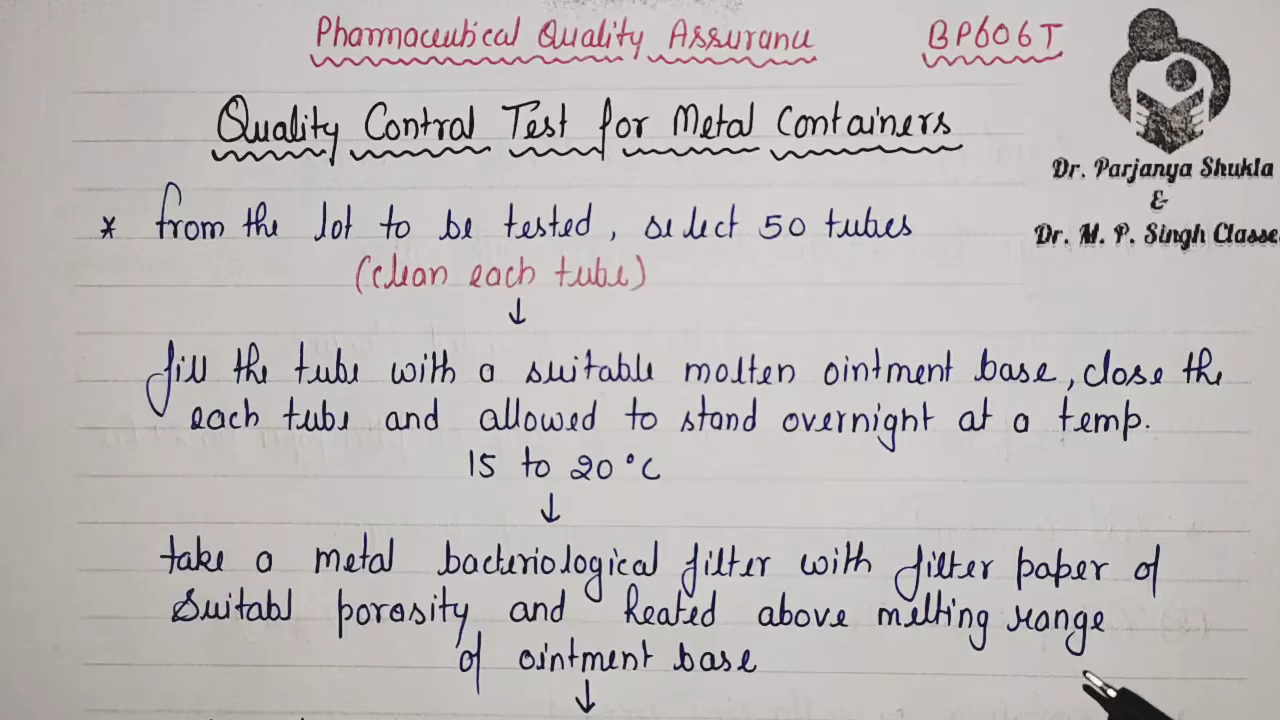 Pharmaceutical Quality Assurance BP606T
Quality Control Test for Metal Containers
Dr. Parjanya Shukla
&
Dr. M. P. Singh Classe
* from the lot to be tested, select 50 tubes
(clean each tube)
↓
fill the tube with a suitable molten ointment base, close the
each tube and allowed to stand overnight at a temp.
15 to 20°C
↓
take a metal bacteriological filter with filter paper of
suitabl porosity and heated above melting range
of ointment base
↓